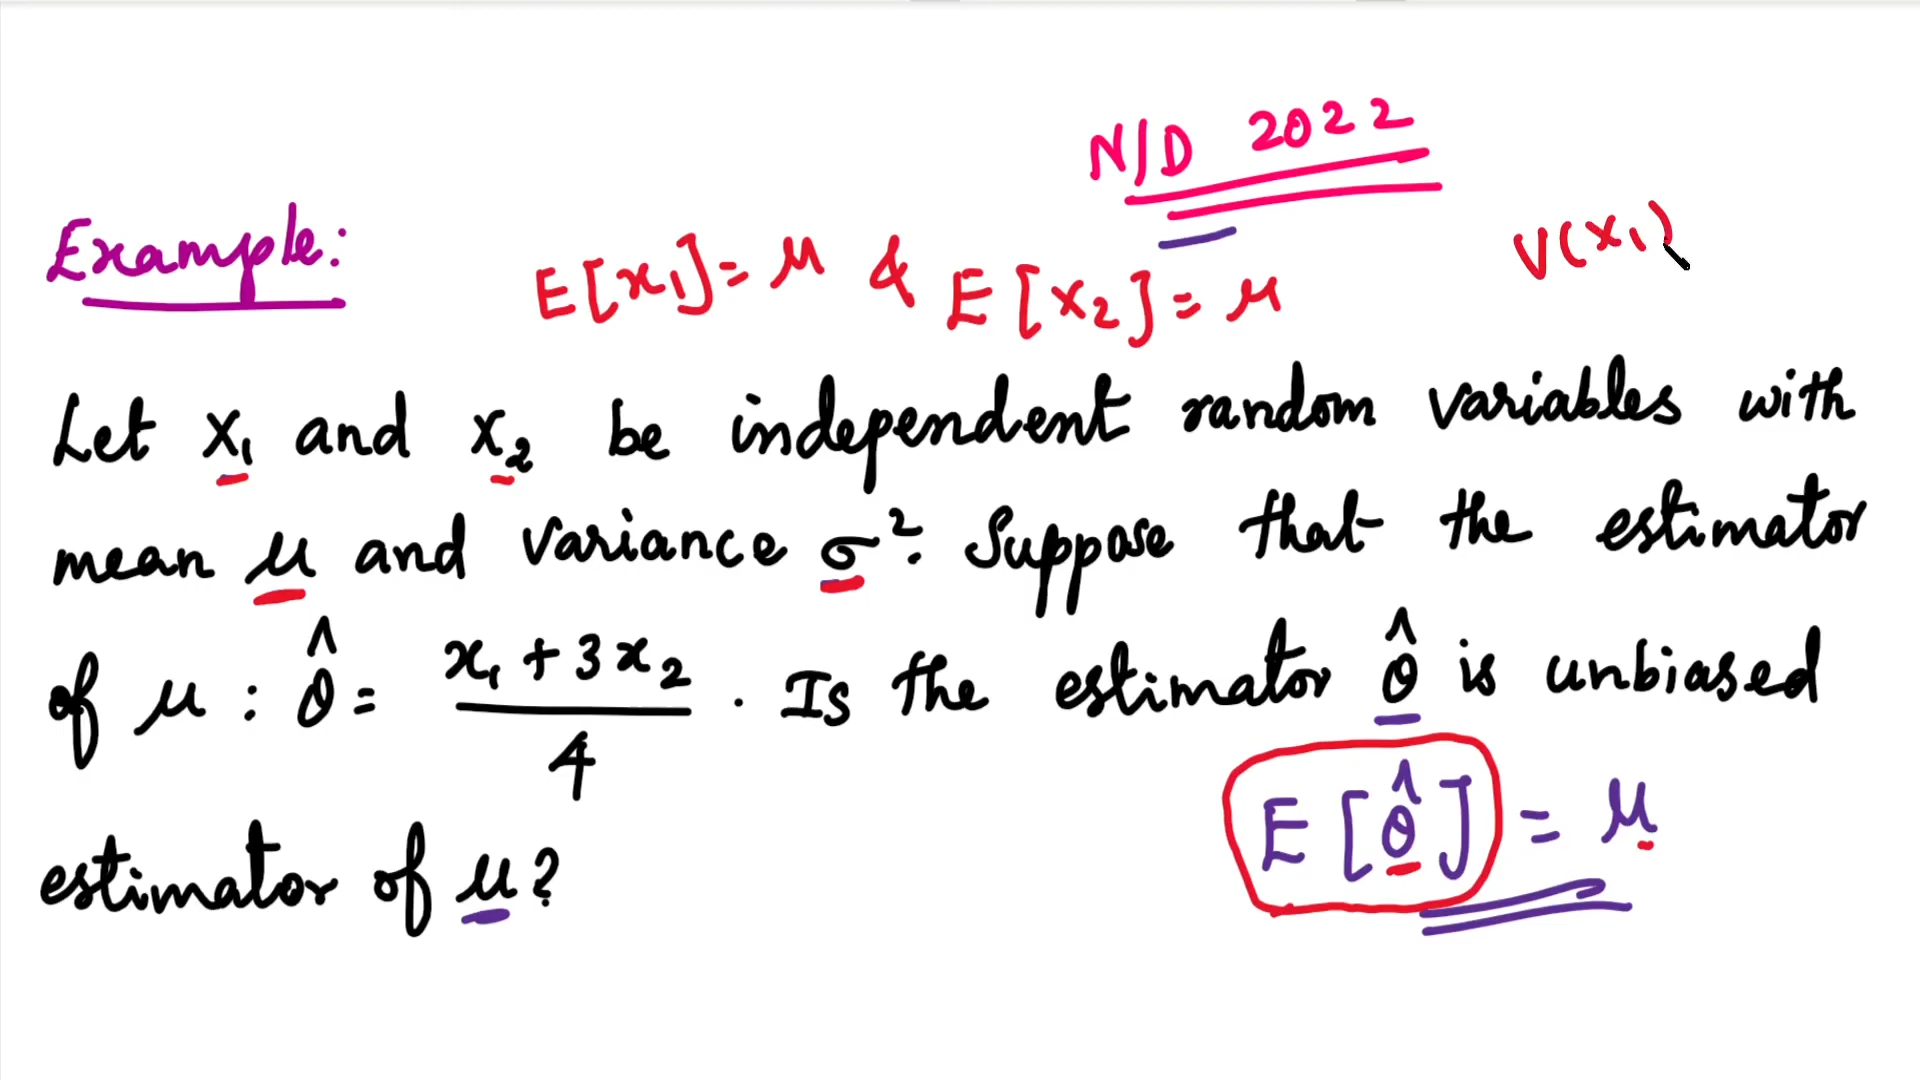 N/D 2022
Example: E[x₁] = μ & E[x₂] = μ V(x₁)
Let x₁ and x₂ be independent random variables with
mean μ and variance σ². Suppose that the estimator
of μ : θ̂ = (x₁ + 3x₂)/4 . Is the estimator θ̂ is unbiased
estimator of μ? E[θ̂] = μ